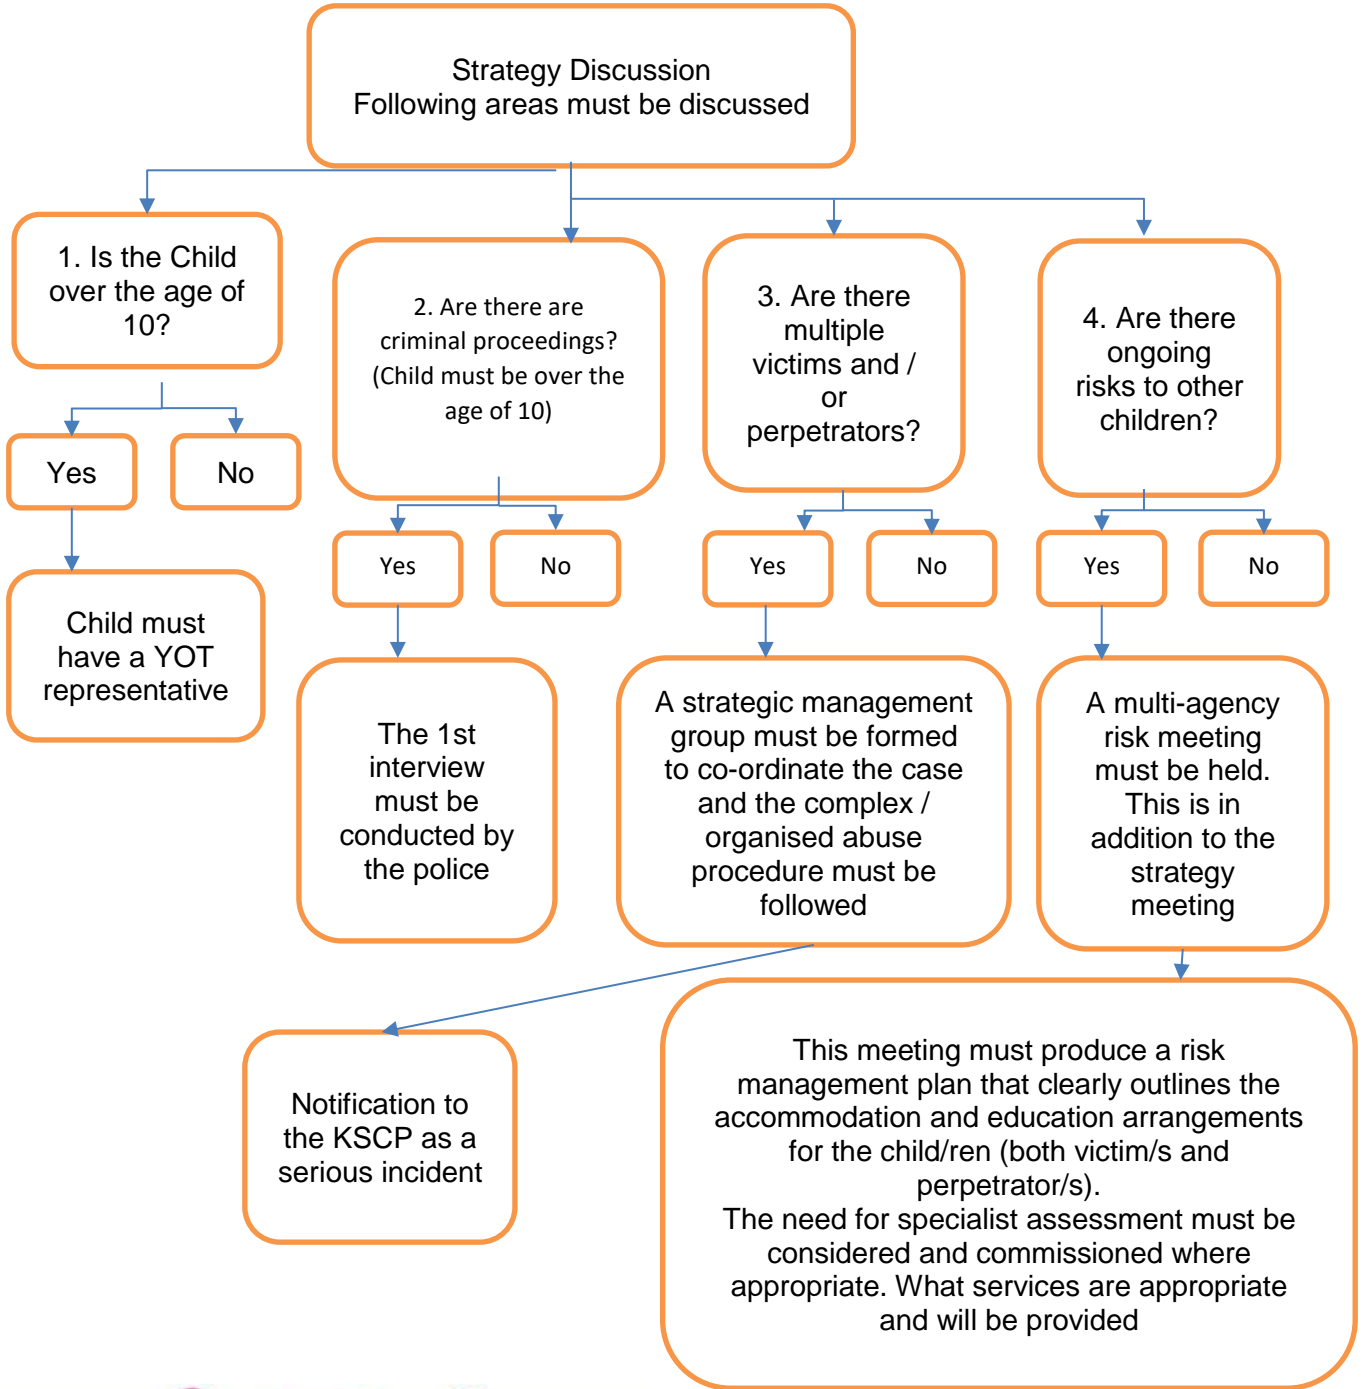 Strategy Discussion
Following areas must be discussed
1. Is the Child
over the age of
10?
Yes
No
Child must
have a YOT
representative
2. Are there are
criminal proceedings?
(Child must be over the
age of 10)
Yes
No
The 1st
interview
must be
conducted by
the police
3. Are there
multiple
victims and /
or
perpetrators?
Yes
No
A strategic management
group must be formed
to co-ordinate the case
and the complex /
organised abuse
procedure must be
followed
Notification to
the KSCP as a
serious incident
4. Are there
ongoing
risks to other
children?
Yes
No
A multi-agency
risk meeting
must be held.
This is in
addition to the
strategy
meeting
This meeting must produce a risk
management plan that clearly outlines the
accommodation and education arrangements
for the child/ren (both victim/s and
perpetrator/s).
The need for specialist assessment must be
considered and commissioned where
appropriate. What services are appropriate
and will be provided